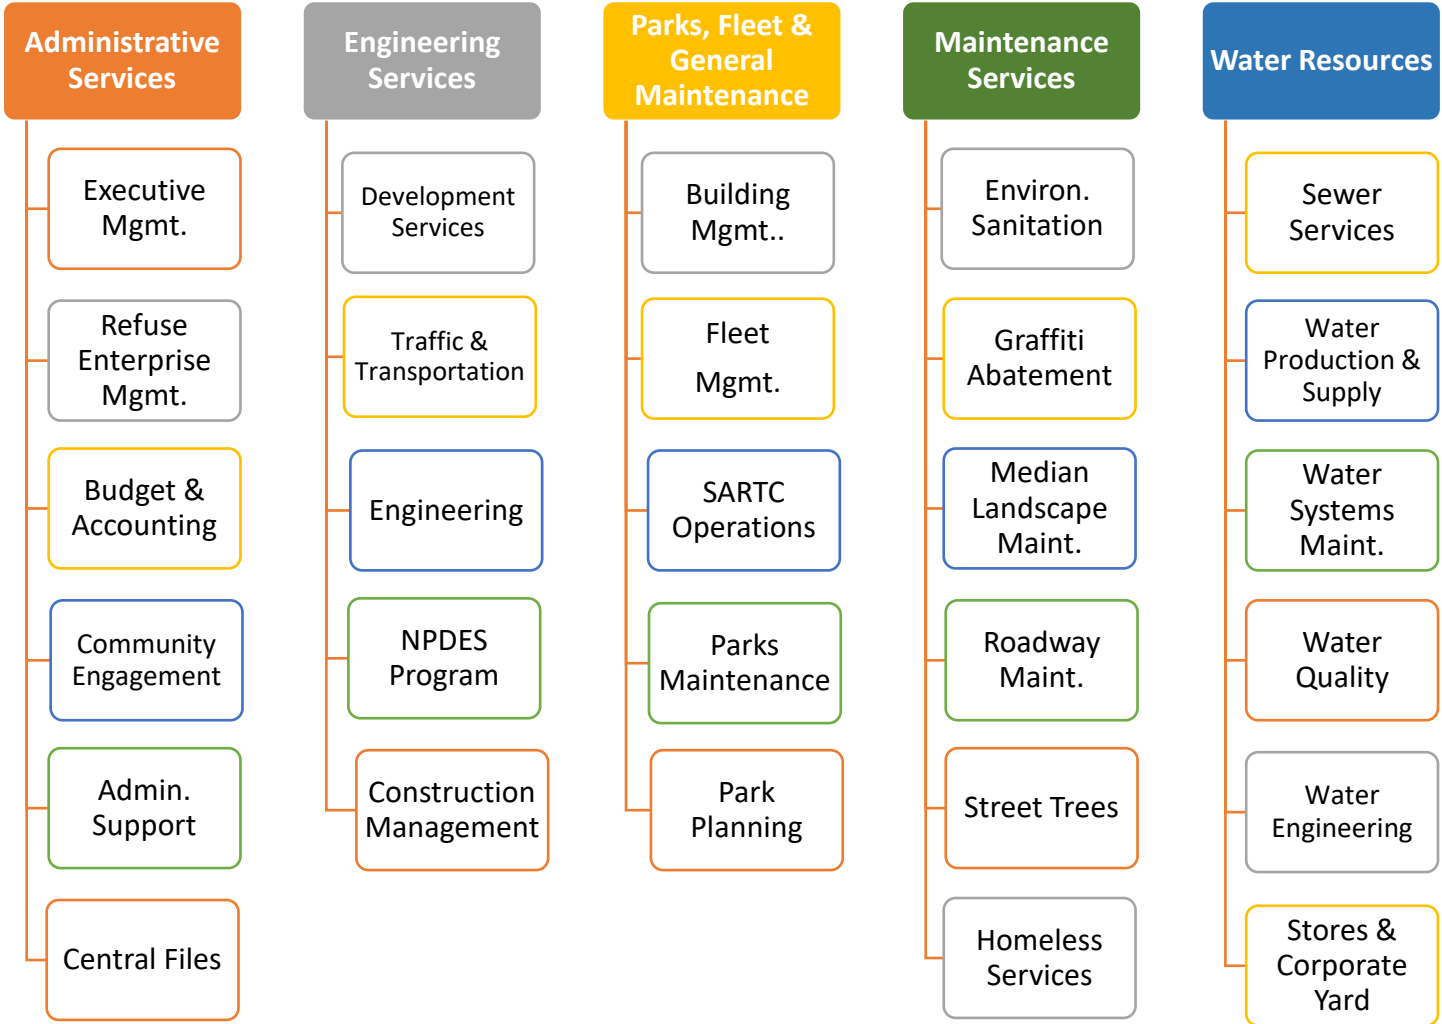 Administrative
Services
Executive
Mgmt.
Refuse
Enterprise
Mgmt.
Budget &
Accounting
Community
Engagement
Admin.
Support
Central Files
Engineering
Services
Development
Services
Traffic &
Transportation
Engineering
NPDES
Program
Construction
Management
Parks, Fleet &
General
Maintenance
Building
Mgmt..
Fleet
Mgmt.
SARTC
Operations
Parks
Maintenance
Park
Planning
Maintenance
Services
Environ.
Sanitation
Graffiti
Abatement
Median
Landscape
Maint.
Roadway
Maint.
Street Trees
Homeless
Services
Water Resources
Sewer
Services
Water
Production &
Supply
Water
Systems
Maint.
Water
Quality
Water
Engineering
Stores &
Corporate
Yard